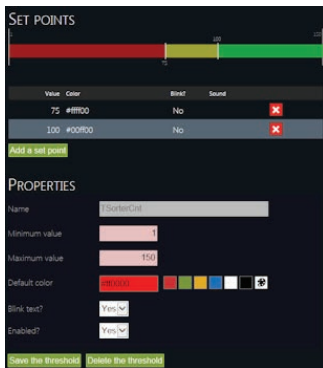 SET POINTS
100
150
75
Value Color Blink? Sound
75 #ffff00 No
100 #00ff00 No
Add a set point
PROPERTIES
Name TSorterCnt
Minimum value 1
Maximum value 150
Default color #ff0000
Blink text? Yes
Enabled? Yes
Save the threshold Delete the threshold